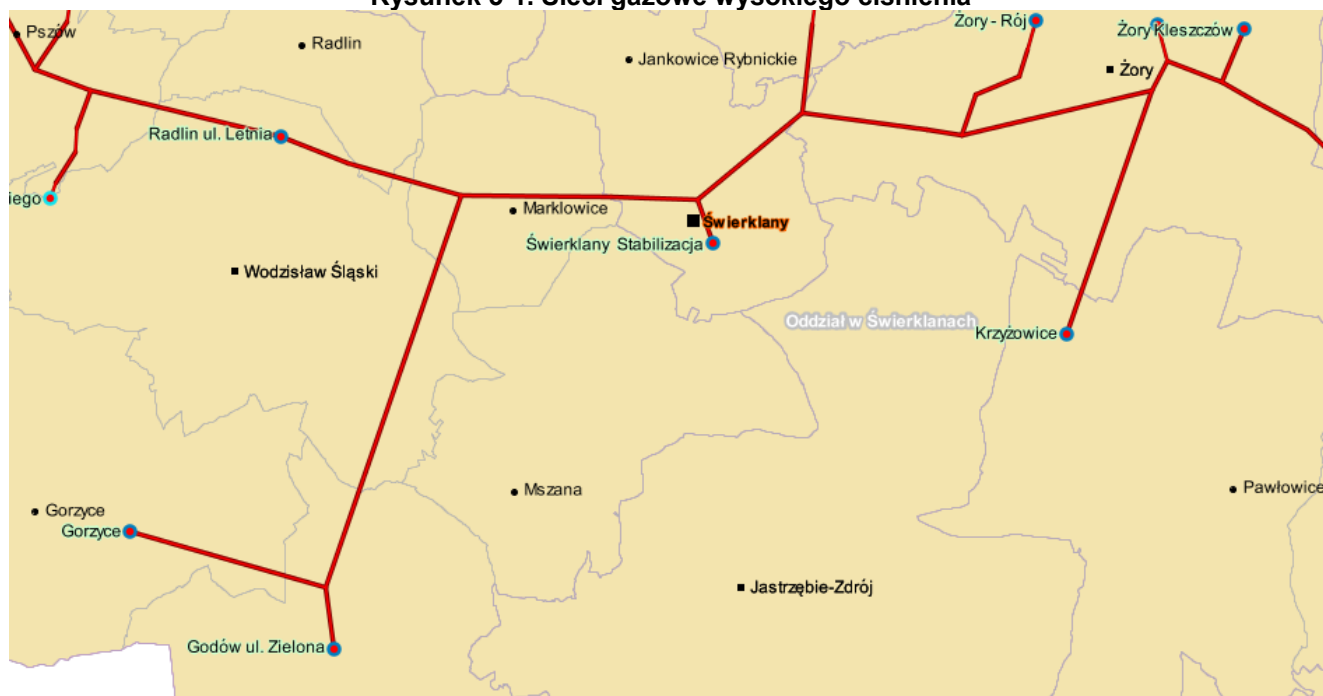 Pszów
Radlin
Jankowice Rybnickie
Żory - Rój
Żory Kleszczów
Żory
Radlin ul. Letnia
iego
Marklowice
Świerklany
Świerklany Stabilizacja
Wodzisław Śląski
Oddział w Świerklanach
Krzyżowice
Mszana
Pawłowice
Gorzyce
Gorzyce
Jastrzębie-Zdrój
Godów ul. Zielona